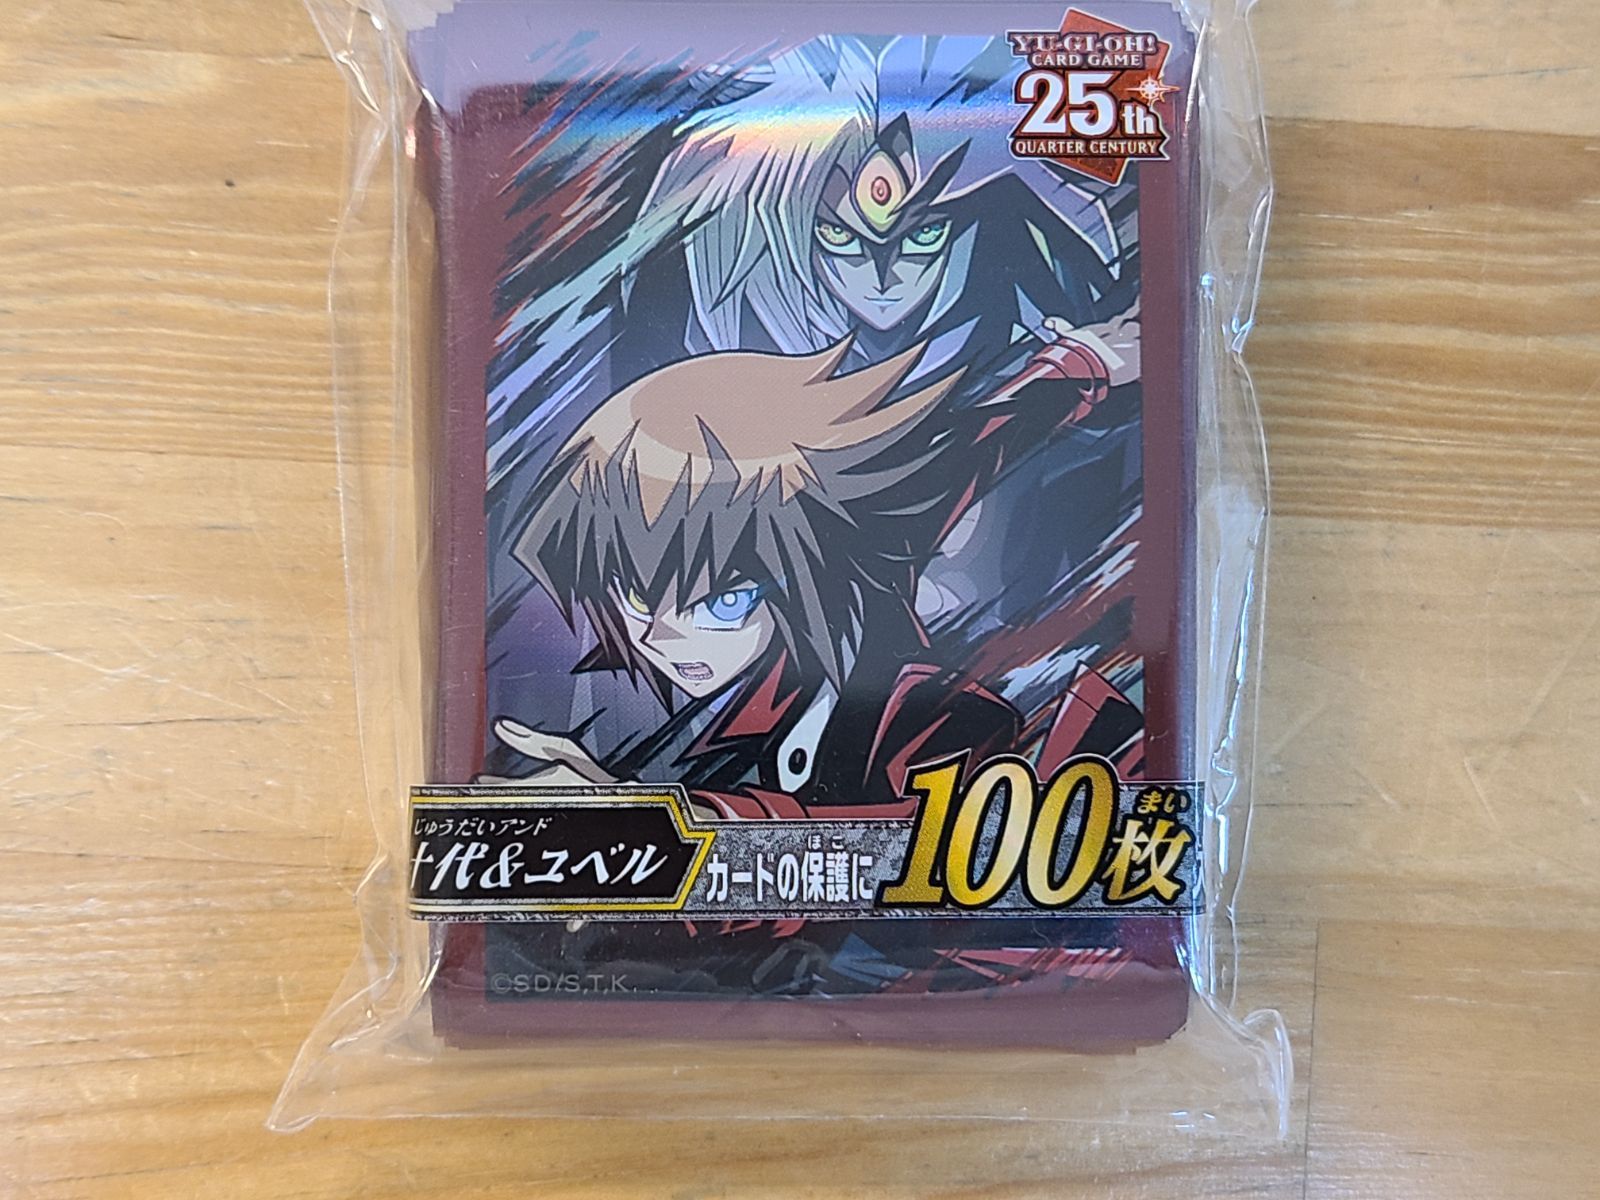 YU-GI-OH!
CARD GAME
25th
QUARTER CENTURY
じゅうだいアンド
十代&ユベル
ほご
カードの保護に
まい
100枚
©SD/S,T,K.